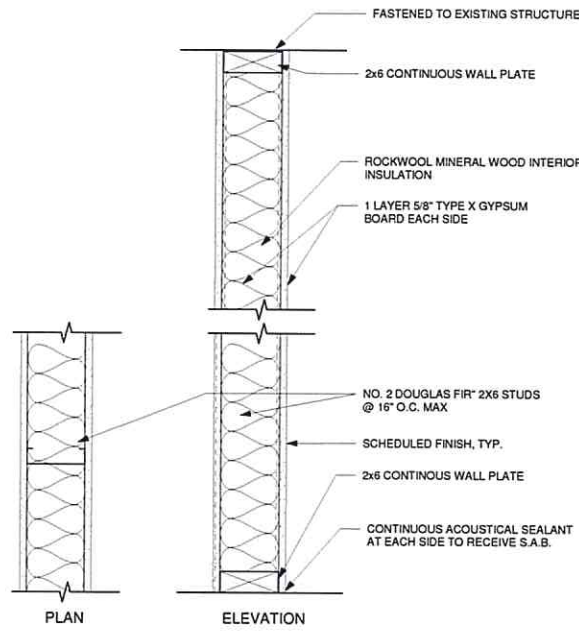 FASTENED TO EXISTING STRUCTURE
2x6 CONTINUOUS WALL PLATE
ROCKWOOL MINERAL WOOD INTERIOR
INSULATION
1 LAYER 5/8" TYPE X GYPSUM
BOARD EACH SIDE
NO. 2 DOUGLAS FIR" 2X6 STUDS
@ 16" O.C. MAX
SCHEDULED FINISH, TYP.
2x6 CONTINOUS WALL PLATE
CONTINUOUS ACOUSTICAL SEALANT
AT EACH SIDE TO RECEIVE S.A.B.
PLAN
ELEVATION